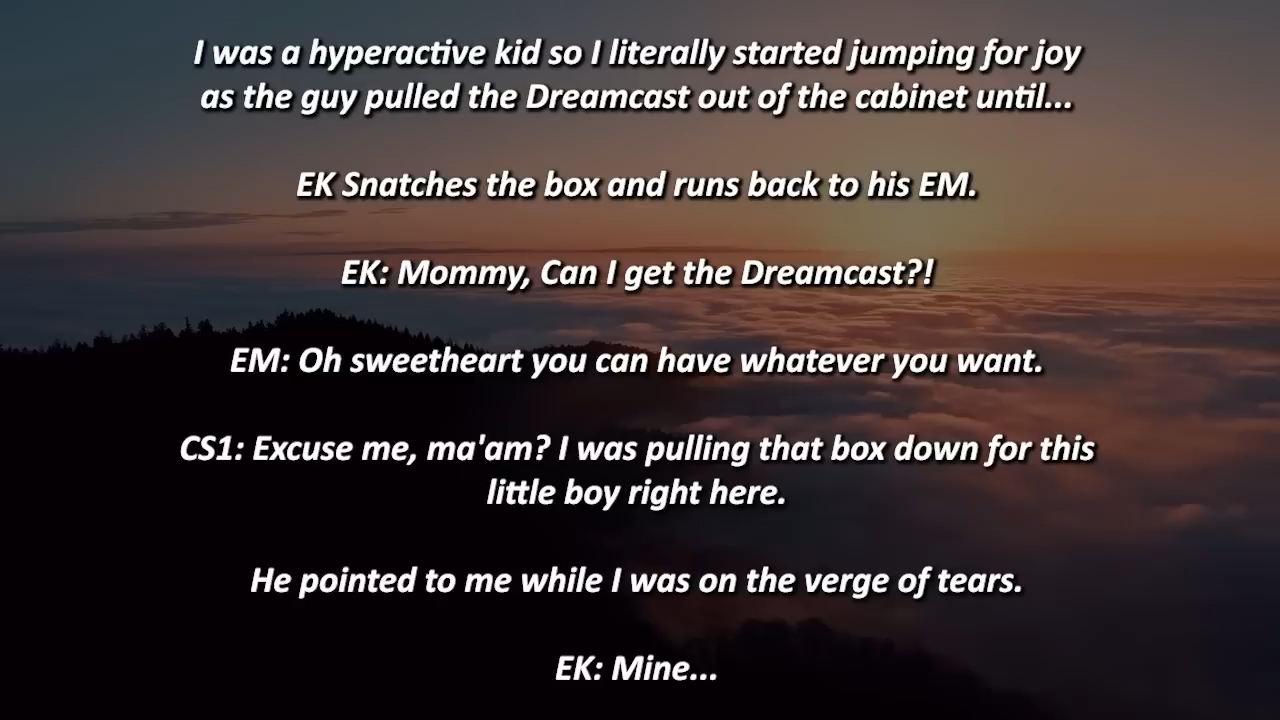 I was a hyperactive kid so I literally started jumping for joy
as the guy pulled the Dreamcast out of the cabinet until...
EK Snatches the box and runs back to his EM.
EK: Mommy, Can I get the Dreamcast?!
EM: Oh sweetheart you can have whatever you want.
CS1: Excuse me, ma'am? I was pulling that box down for this
little boy right here.
He pointed to me while I was on the verge of tears.
EK: Mine...